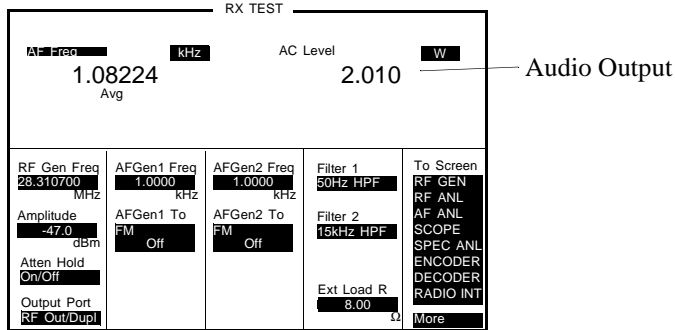 RX TEST
AF Freq kHz AC Level W
1.08224 2.010 Audio Output
Avg
RF Gen Freq
28.310700
MHz
Amplitude
-47.0
dBm
Atten Hold
On/Off
Output Port
RF Out/Dupl
AFGen1 Freq
1.0000
kHz
AFGen1 To
FM
Off
AFGen2 Freq
1.0000
kHz
AFGen2 To
FM
Off
Filter 1
50Hz HPF
Filter 2
15kHz HPF
Ext Load R
8.00
Ω
To Screen
RF GEN
RF ANL
AF ANL
SCOPE
SPEC ANL
ENCODER
DECODER
RADIO INT
More